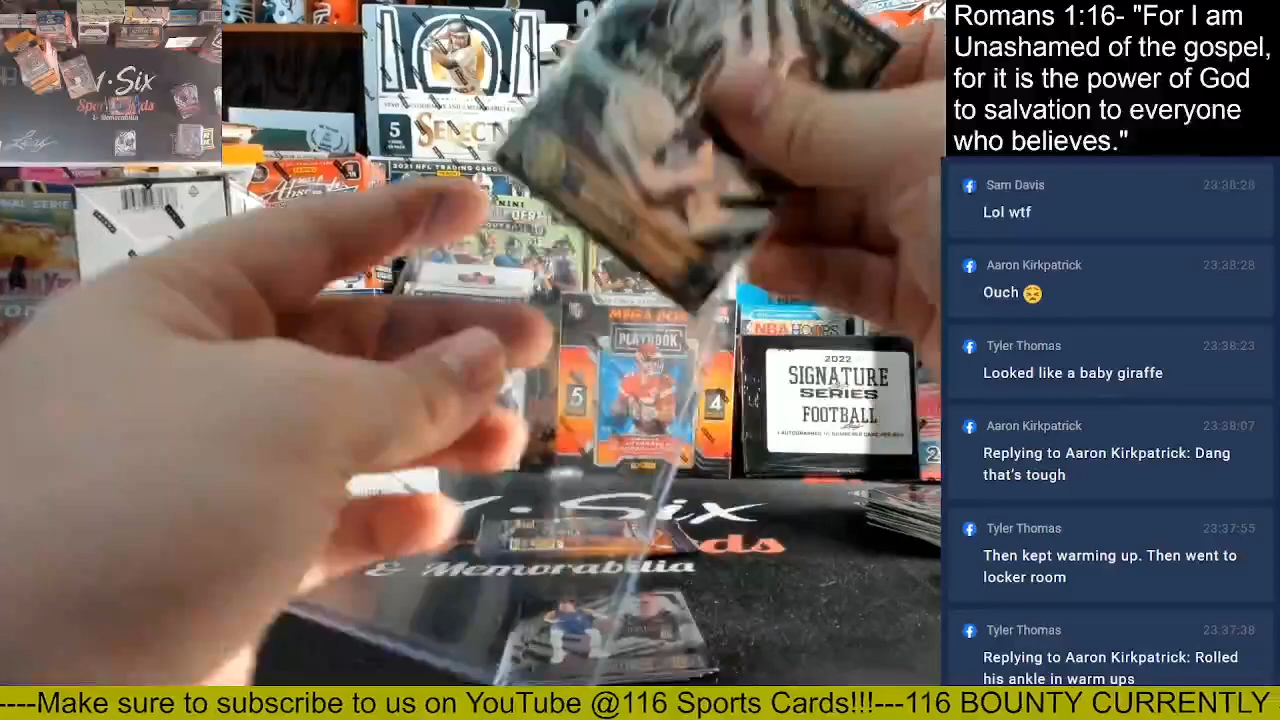 Romans 1:16- "For I am
Unashamed of the gospel,
for it is the power of God
to salvation to everyone
who believes."
Sam Davis 23:38:28
Lol wtf
Aaron Kirkpatrick 23:38:28
Ouch 😣
Tyler Thomas 23:38:23
Looked like a baby giraffe
Aaron Kirkpatrick 23:38:07
Replying to Aaron Kirkpatrick: Dang
that's tough
Tyler Thomas 23:37:55
Then kept warming up. Then went to
locker room
Tyler Thomas 23:37:38
Replying to Aaron Kirkpatrick: Rolled
his ankle in warm ups
5
SELECT
2021 NFL TRADING CARDS
Absolute
MEGA BOX
PLAYBOOK
5
4
NBA HOOPS
2022
SIGNATURE
SERIES
FOOTBALL
Six
ds
& Memorabilia
----Make sure to subscribe to us on YouTube @116 Sports Cards!!!---116 BOUNTY CURRENTLY